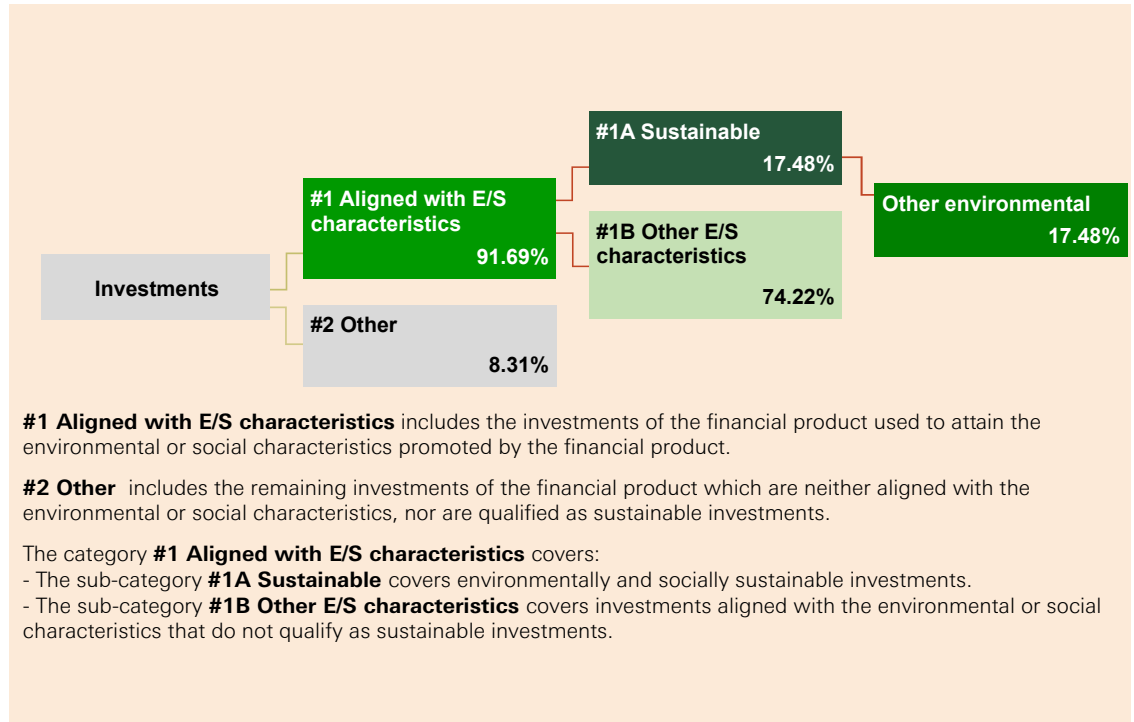 Investments
#1 Aligned with E/S
characteristics
91.69%
#2 Other
8.31%
#1A Sustainable
17.48%
#1B Other E/S
characteristics
74.22%
Other environmental
17.48%
#1 Aligned with E/S characteristics includes the investments of the financial product used to attain the
environmental or social characteristics promoted by the financial product.
#2 Other includes the remaining investments of the financial product which are neither aligned with the
environmental or social characteristics, nor are qualified as sustainable investments.
The category #1 Aligned with E/S characteristics covers:
- The sub-category #1A Sustainable covers environmentally and socially sustainable investments.
- The sub-category #1B Other E/S characteristics covers investments aligned with the environmental or social
characteristics that do not qualify as sustainable investments.